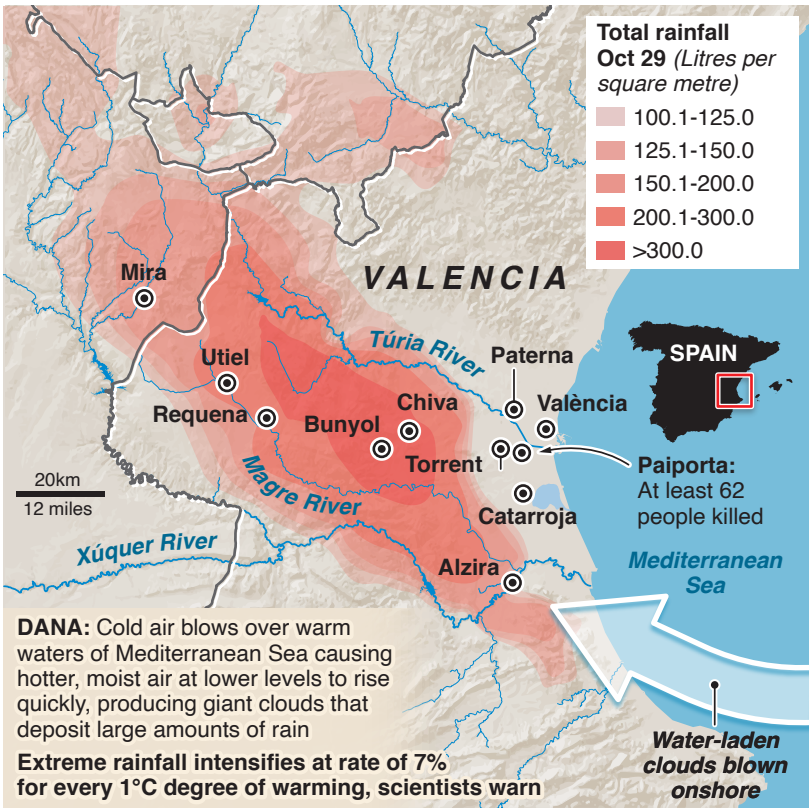 Total rainfall
Oct 29 (Litres per
square metre)
100.1-125.0
125.1-150.0
150.1-200.0
200.1-300.0
>300.0
Mira
VALENCIA
Túria River
SPAIN
Utiel
Paterna
Requena
Bunyol
Chiva
València
Torrent
Paiporta:
At least 62
people killed
20km
12 miles
Magre River
Catarroja
Xúquer River
Alzira
Mediterranean
Sea
DANA: Cold air blows over warm
waters of Mediterranean Sea causing
hotter, moist air at lower levels to rise
quickly, producing giant clouds that
deposit large amounts of rain
Extreme rainfall intensifies at rate of 7%
for every 1°C degree of warming, scientists warn
Water-laden
clouds blown
onshore